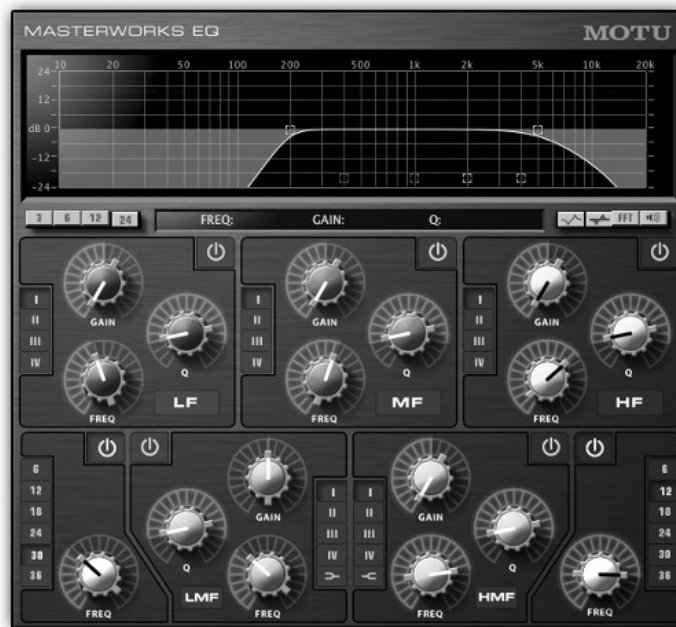 MASTERWORKS EQ MOTU
10 20 50 100 200 500 1k 2k 5k 10k 20k
24
12
dB 0
-12
-24
3 6 12 24 FREQ: GAIN: Q: FFT
I I I
II GAIN II GAIN II GAIN
III III III
IV Q IV Q IV Q
FREQ LF FREQ MF FREQ HF
6 6
12 I I 12
18 GAIN II II GAIN 18
24 III III 24
30 Q IV IV Q 30
36 36
FREQ LMF FREQ FREQ HMF FREQ